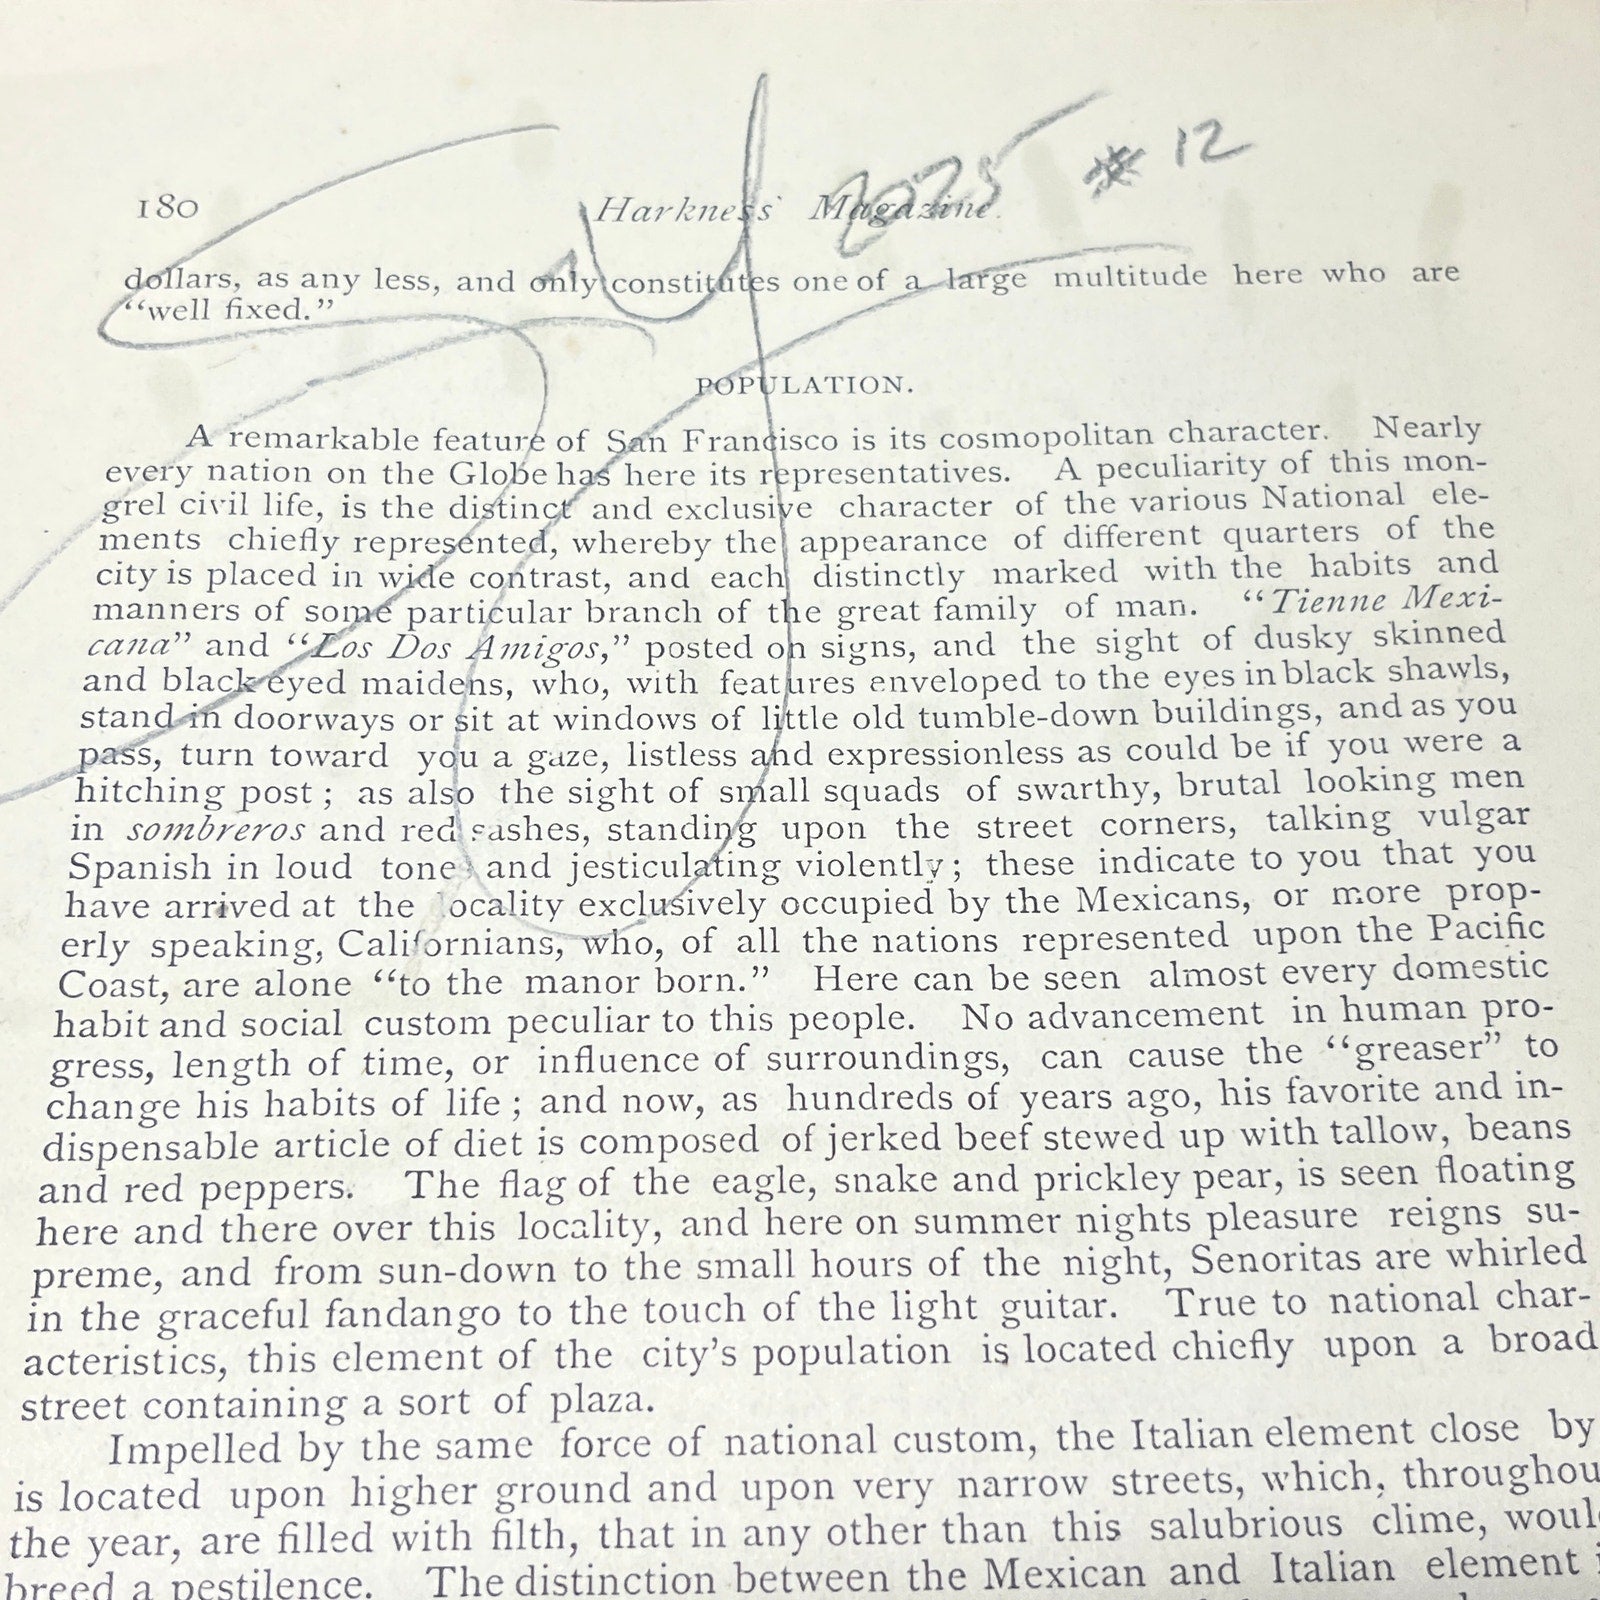 2025 # 12
180 Harkness' Magazine.
dollars, as any less, and only constitutes one of a large multitude here who are
“well fixed.”
POPULATION.
A remarkable feature of San Francisco is its cosmopolitan character. Nearly
every nation on the Globe has here its representatives. A peculiarity of this mon-
grel civil life, is the distinct and exclusive character of the various National ele-
ments chiefly represented, whereby the appearance of different quarters of the
city is placed in wide contrast, and each distinctly marked with the habits and
manners of some particular branch of the great family of man. “Tienne Mexi-
cana” and “Los Dos Amigos,” posted on signs, and the sight of dusky skinned
and black eyed maidens, who, with features enveloped to the eyes in black shawls,
stand in doorways or sit at windows of little old tumble-down buildings, and as you
pass, turn toward you a gaze, listless and expressionless as could be if you were a
hitching post; as also the sight of small squads of swarthy, brutal looking men
in sombreros and red sashes, standing upon the street corners, talking vulgar
Spanish in loud tones and jesticulating violently; these indicate to you that you
have arrived at the locality exclusively occupied by the Mexicans, or more prop-
erly speaking, Californians, who, of all the nations represented upon the Pacific
Coast, are alone “to the manor born.” Here can be seen almost every domestic
habit and social custom peculiar to this people. No advancement in human pro-
gress, length of time, or influence of surroundings, can cause the “greaser” to
change his habits of life; and now, as hundreds of years ago, his favorite and in-
dispensable article of diet is composed of jerked beef stewed up with tallow, beans
and red peppers. The flag of the eagle, snake and prickley pear, is seen floating
here and there over this locality, and here on summer nights pleasure reigns su-
preme, and from sun-down to the small hours of the night, Senoritas are whirled
in the graceful fandango to the touch of the light guitar. True to national char-
acteristics, this element of the city's population is located chiefly upon a broad
street containing a sort of plaza.
Impelled by the same force of national custom, the Italian element close by
is located upon higher ground and upon very narrow streets, which, throughou
the year, are filled with filth, that in any other than this salubrious clime, woul
breed a pestilence. The distinction between the Mexican and Italian element